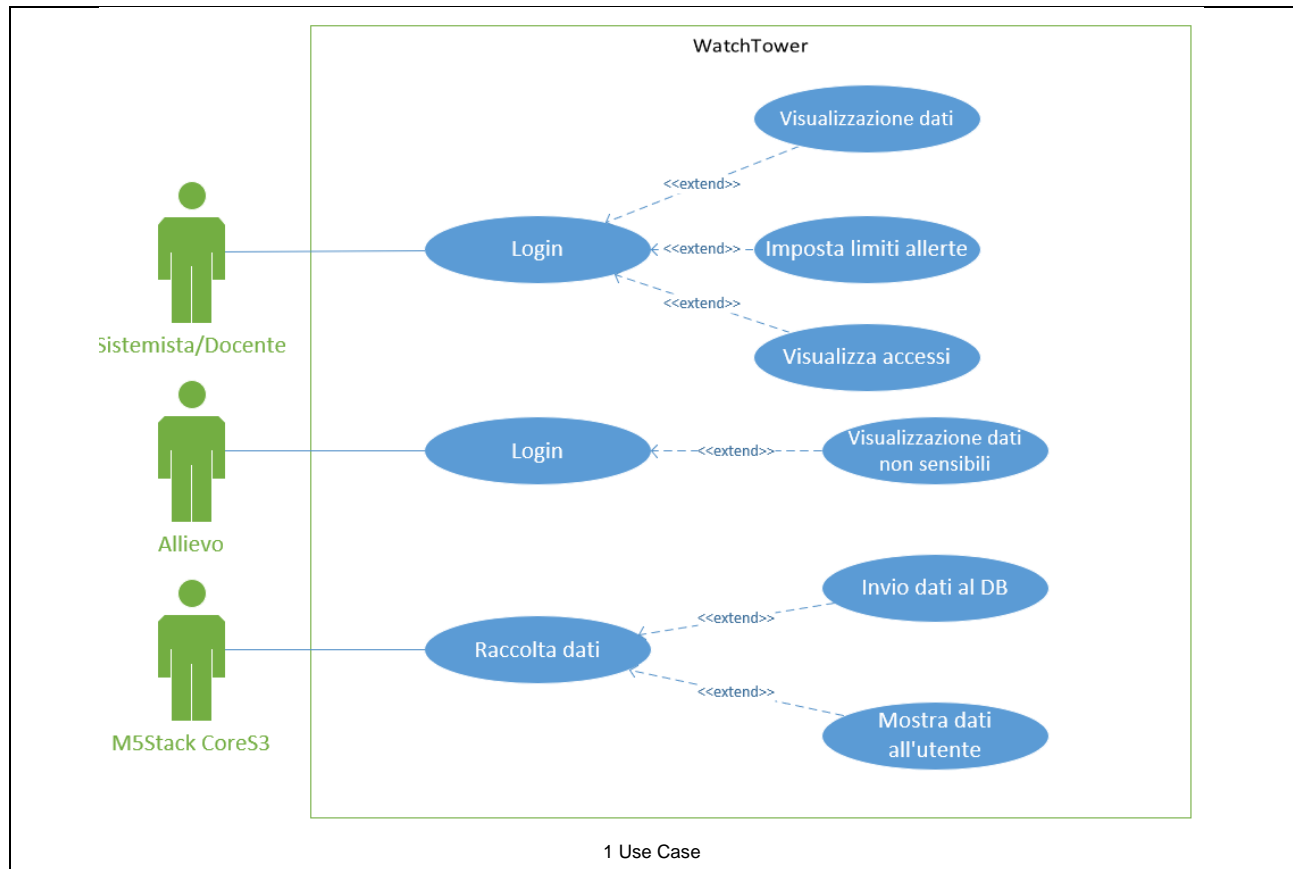 WatchTower
Visualizzazione dati
<<extend>>
Login
<<extend>>
Imposta limiti allerte
<<extend>>
Sistemista/Docente
Visualizza accessi
Login
<<extend>>
Visualizzazione dati
non sensibili
Allievo
Invio dati al DB
<<extend>>
Raccolta dati
<<extend>>
Mostra dati
all'utente
M5Stack CoreS3
1 Use Case